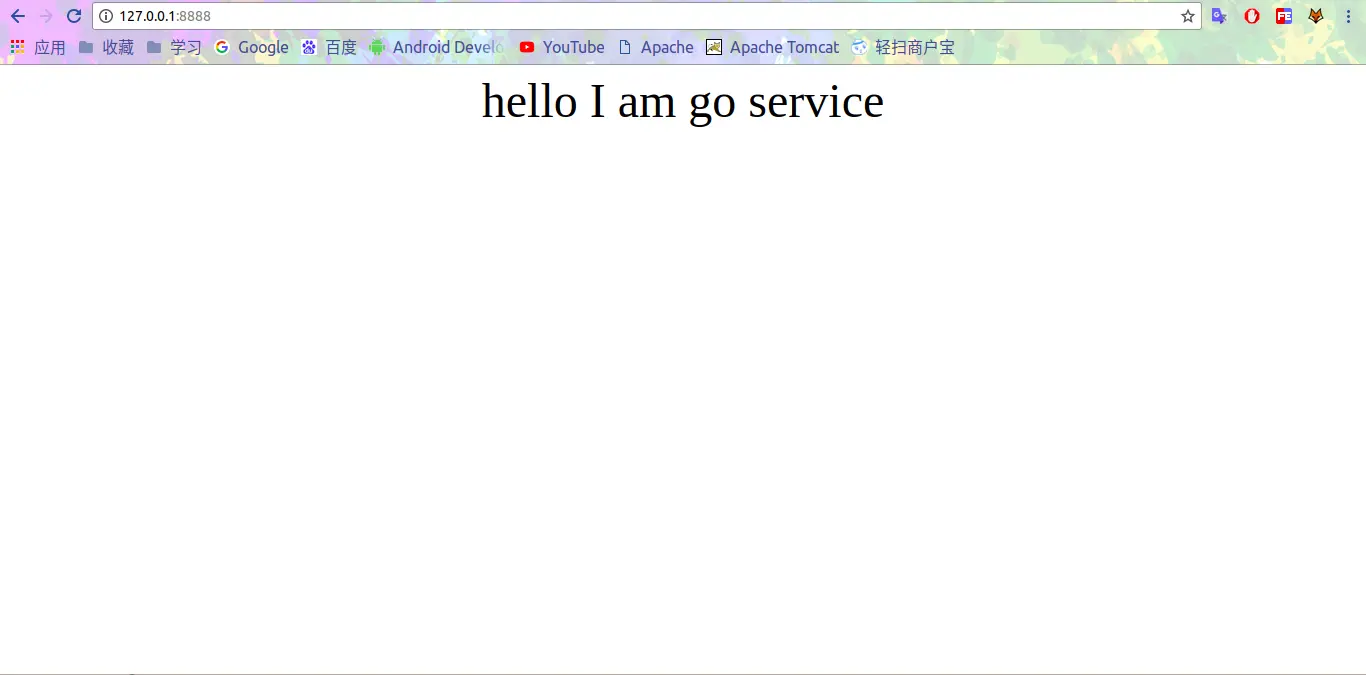 127.0.0.1:8888
应用 收藏 学习 Google 百度 Android Develo YouTube Apache Apache Tomcat 轻扫商户宝
hello I am go service